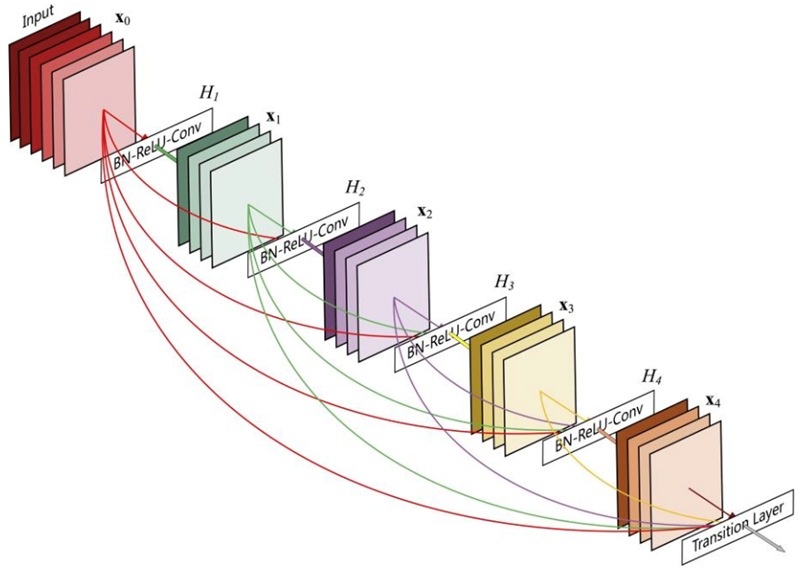 Input
x0
H1
BN-ReLU-Conv
x1
H2
BN-ReLU-Conv
x2
H3
BN-ReLU-Conv
x3
H4
BN-ReLU-Conv
x4
Transition Layer